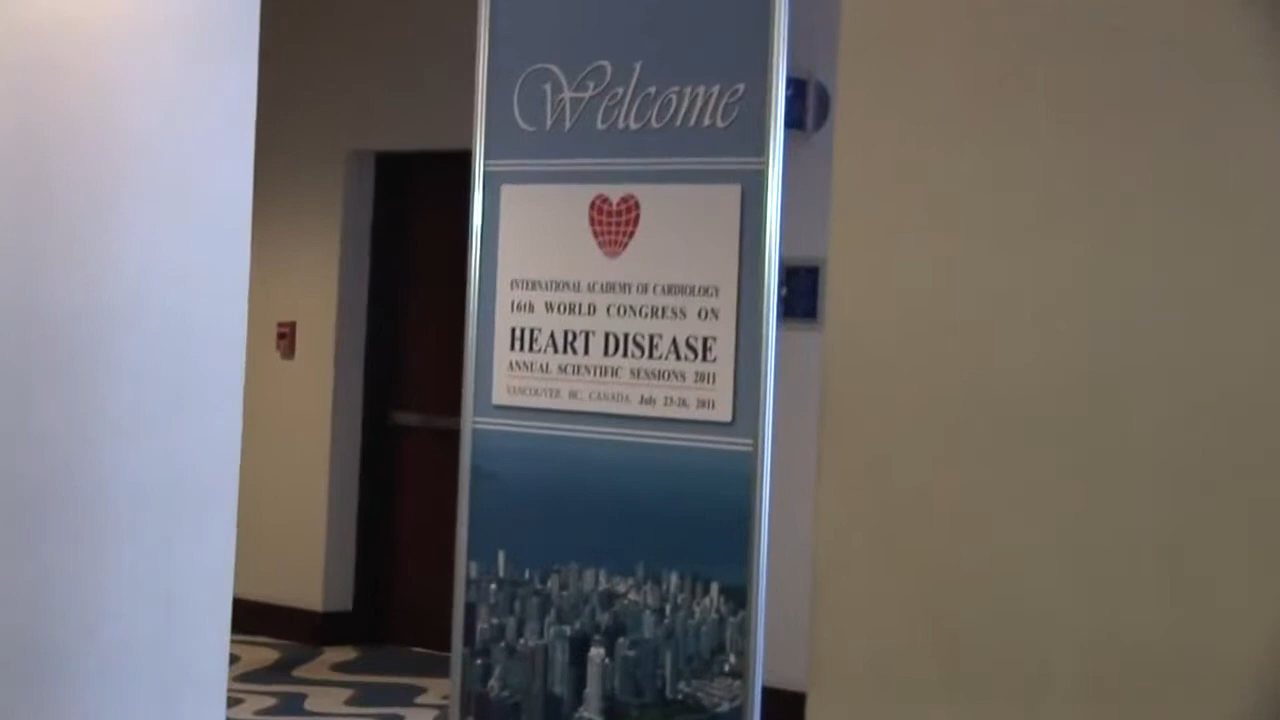 Welcome
INTERNATIONAL ACADEMY OF CARDIOLOGY
16th WORLD CONGRESS ON
HEART DISEASE
ANNUAL SCIENTIFIC SESSIONS 2011
VANCOUVER, BC, CANADA, July 23-26, 2011